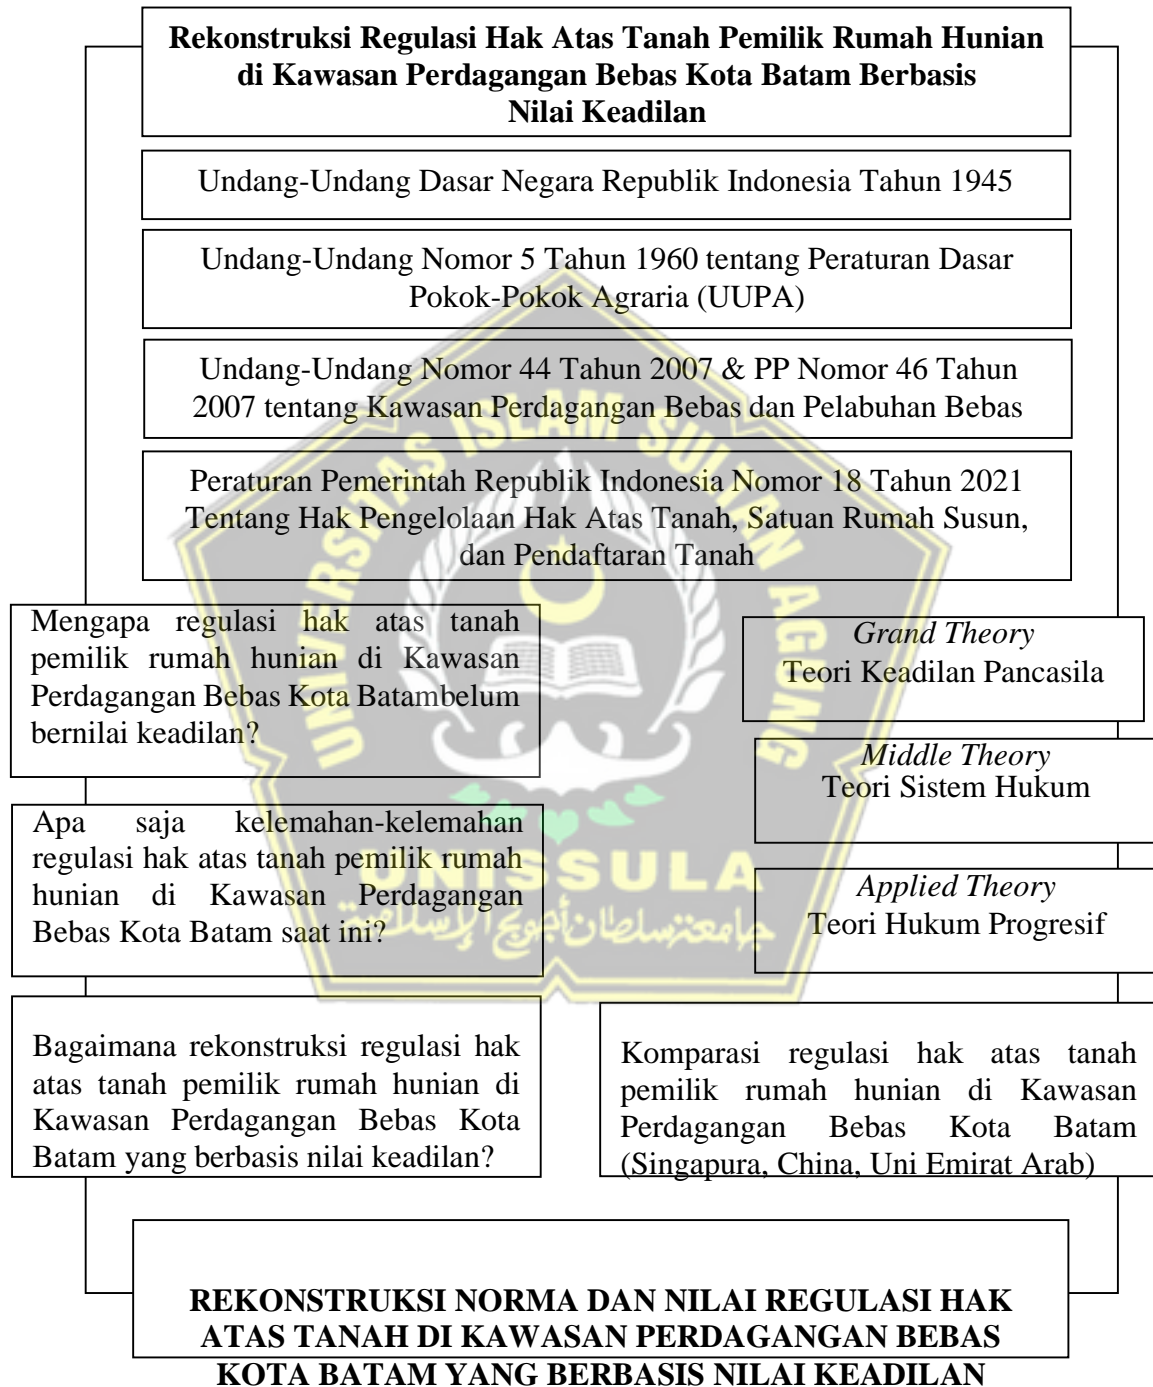 Rekonstruksi Regulasi Hak Atas Tanah Pemilik Rumah Hunian
di Kawasan Perdagangan Bebas Kota Batam Berbasis
Nilai Keadilan
Undang-Undang Dasar Negara Republik Indonesia Tahun 1945
Undang-Undang Nomor 5 Tahun 1960 tentang Peraturan Dasar
Pokok-Pokok Agraria (UUPA)
Undang-Undang Nomor 44 Tahun 2007 & PP Nomor 46 Tahun
2007 tentang Kawasan Perdagangan Bebas dan Pelabuhan Bebas
Peraturan Pemerintah Republik Indonesia Nomor 18 Tahun 2021
Tentang Hak Pengelolaan Hak Atas Tanah, Satuan Rumah Susun,
dan Pendaftaran Tanah
Mengapa regulasi hak atas tanah
pemilik rumah hunian di Kawasan
Perdagangan Bebas Kota Batambelum
bernilai keadilan?
Apa saja kelemahan-kelemahan
regulasi hak atas tanah pemilik rumah
hunian di Kawasan Perdagangan
Bebas Kota Batam saat ini?
Bagaimana rekonstruksi regulasi hak
atas tanah pemilik rumah hunian di
Kawasan Perdagangan Bebas Kota
Batam yang berbasis nilai keadilan?
Grand Theory
Teori Keadilan Pancasila
Middle Theory
Teori Sistem Hukum
Applied Theory
Teori Hukum Progresif
Komparasi regulasi hak atas tanah
pemilik rumah hunian di Kawasan
Perdagangan Bebas Kota Batam
(Singapura, China, Uni Emirat Arab)
REKONSTRUKSI NORMA DAN NILAI REGULASI HAK
ATAS TANAH DI KAWASAN PERDAGANGAN BEBAS
KOTA BATAM YANG BERBASIS NILAI KEADILAN
UNIVERSITAS ISLAM SULTAN AGUNG
UNISSULA
جامعتسلطان أجونج الإسلامية